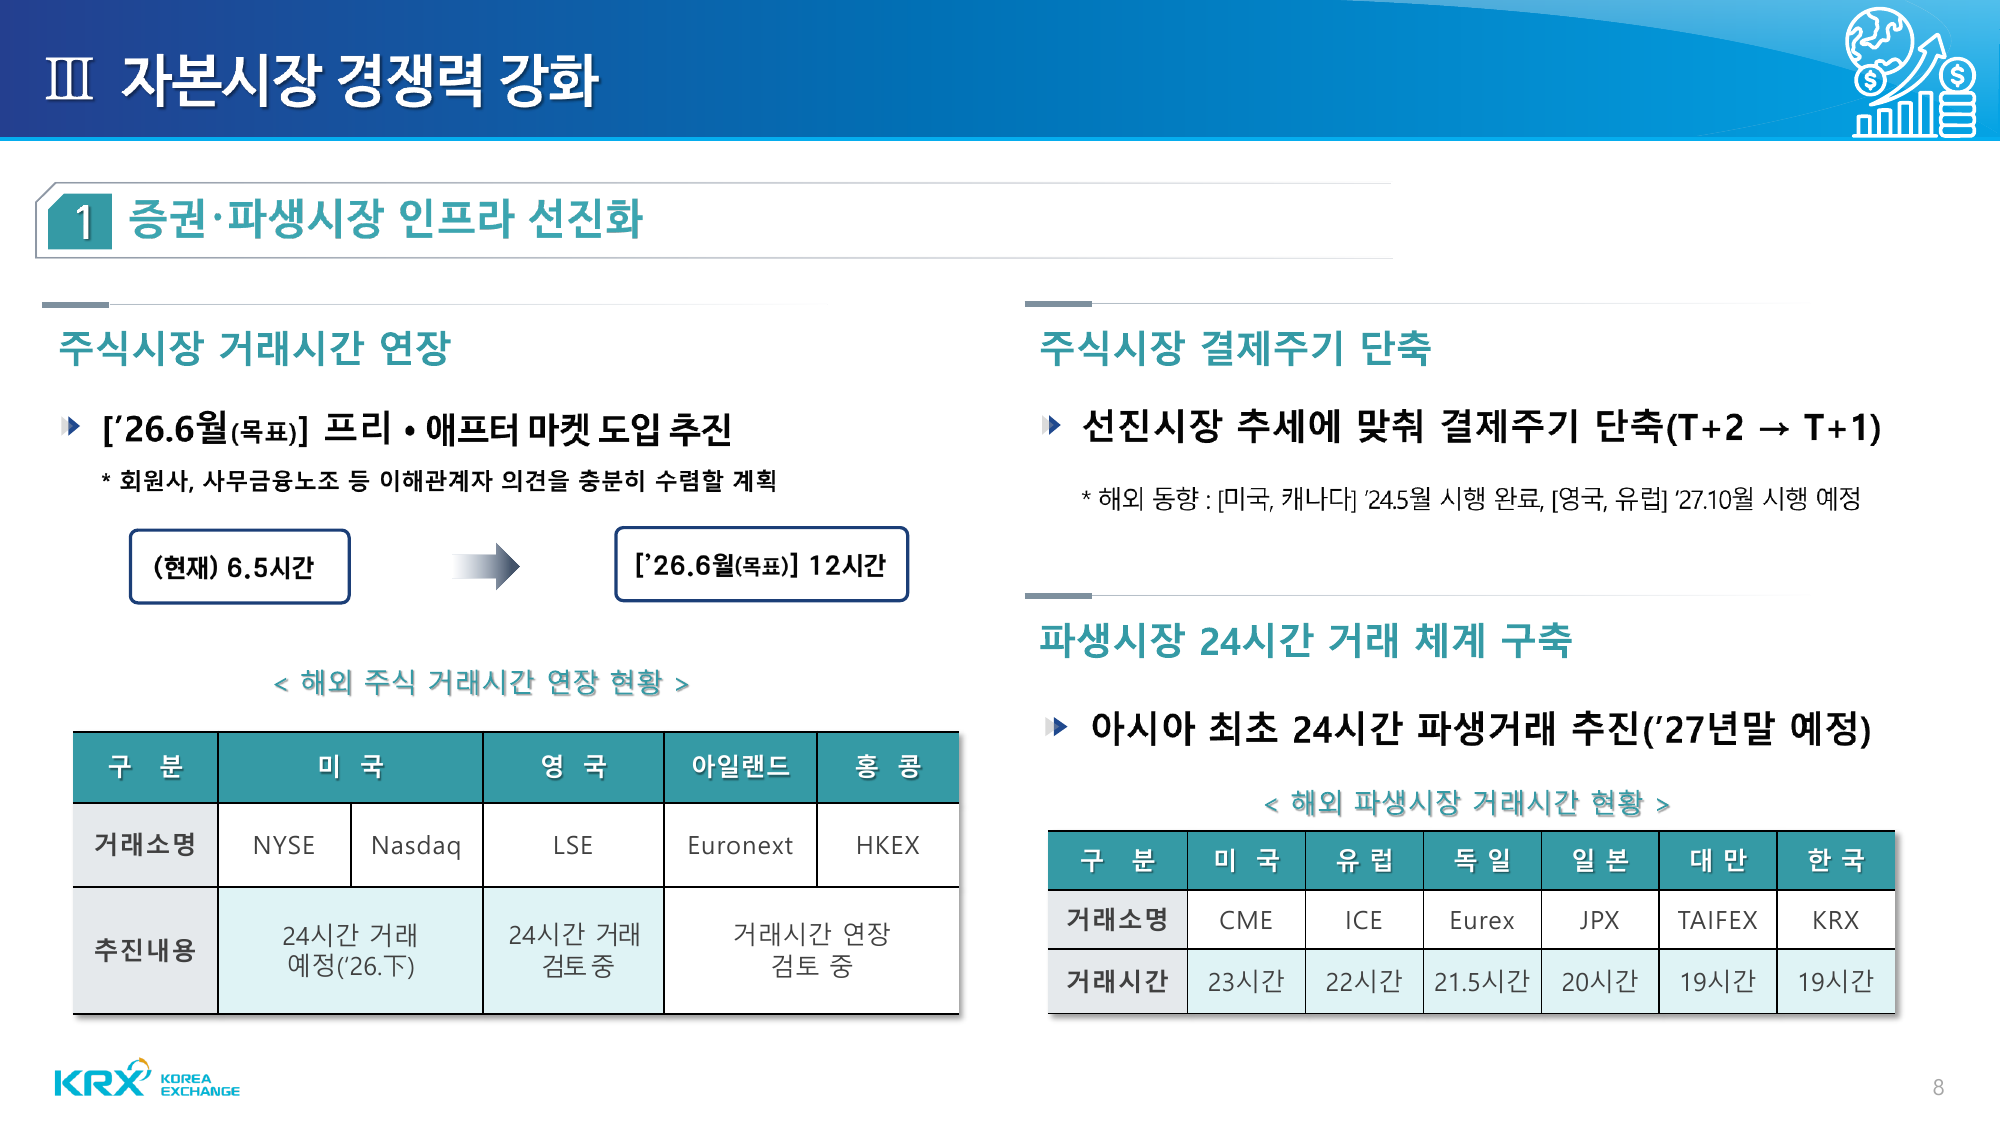 Ⅲ 자본시장 경쟁력 강화
1 증권·파생시장 인프라 선진화
주식시장 거래시간 연장
[’26.6월(목표)] 프리 • 애프터 마켓 도입 추진
* 회원사, 사무금융노조 등 이해관계자 의견을 충분히 수렴할 계획
(현재) 6.5시간
[’26.6월(목표)] 12시간
< 해외 주식 거래시간 연장 현황 >
구 분 미 국 영 국 아일랜드 홍 콩
거래소명 NYSE Nasdaq LSE Euronext HKEX
추진내용 24시간 거래 예정(‘26.下) 24시간 거래 검토 중 거래시간 연장 검토 중
주식시장 결제주기 단축
선진시장 추세에 맞춰 결제주기 단축(T+2 → T+1)
* 해외 동향 : [미국, 캐나다] ’24.5월 시행 완료, [영국, 유럽] ‘27.10월 시행 예정
파생시장 24시간 거래 체계 구축
아시아 최초 24시간 파생거래 추진(’27년말 예정)
< 해외 파생시장 거래시간 현황 >
구 분 미 국 유 럽 독 일 일 본 대 만 한 국
거래소명 CME ICE Eurex JPX TAIFEX KRX
거래시간 23시간 22시간 21.5시간 20시간 19시간 19시간
KRX KOREA EXCHANGE
8